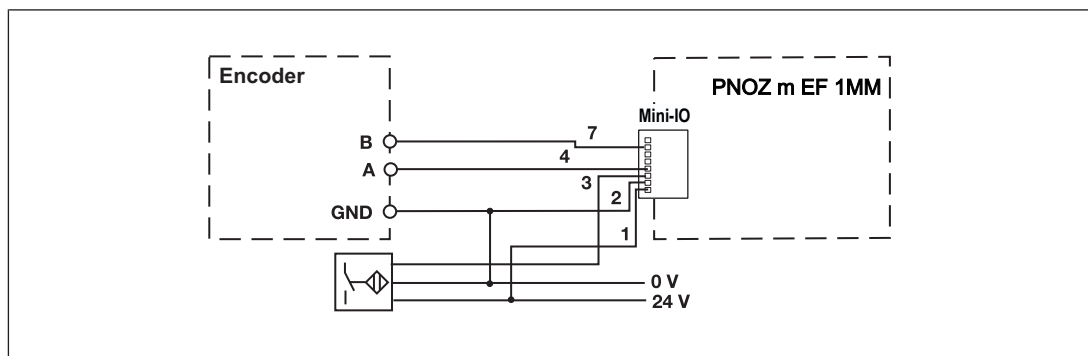 Encoder
PNOZ m EF 1MM
Mini-IO
B
7
A
4
3
GND
2
1
0 V
24 V